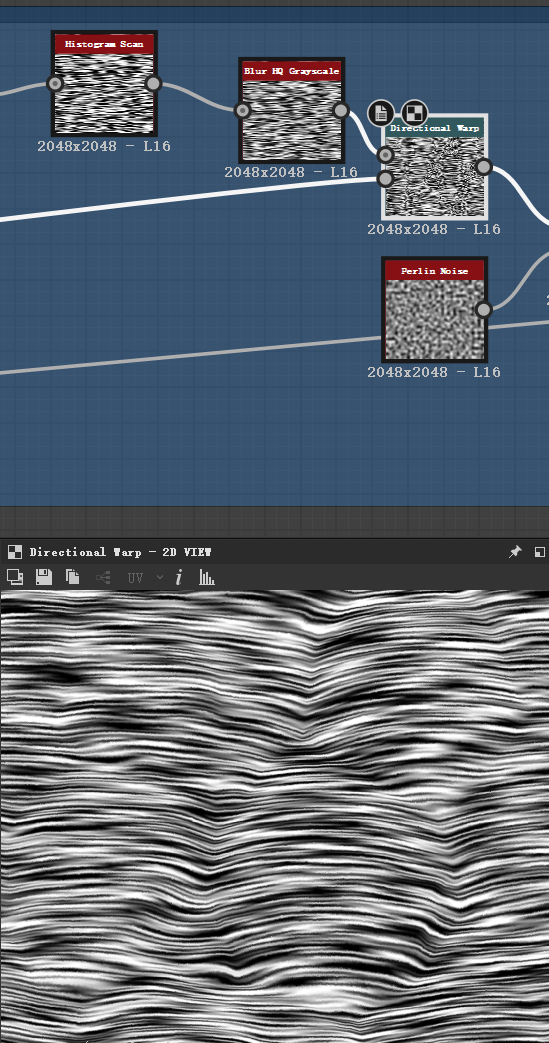 Histogram Scan
2048x2048 - L16
Blur HQ Grayscale
2048x2048 - L16
Directional Warp
2048x2048 - L16
Perlin Noise
2048x2048 - L16
Directional Warp - 2D VIEW
UV
i